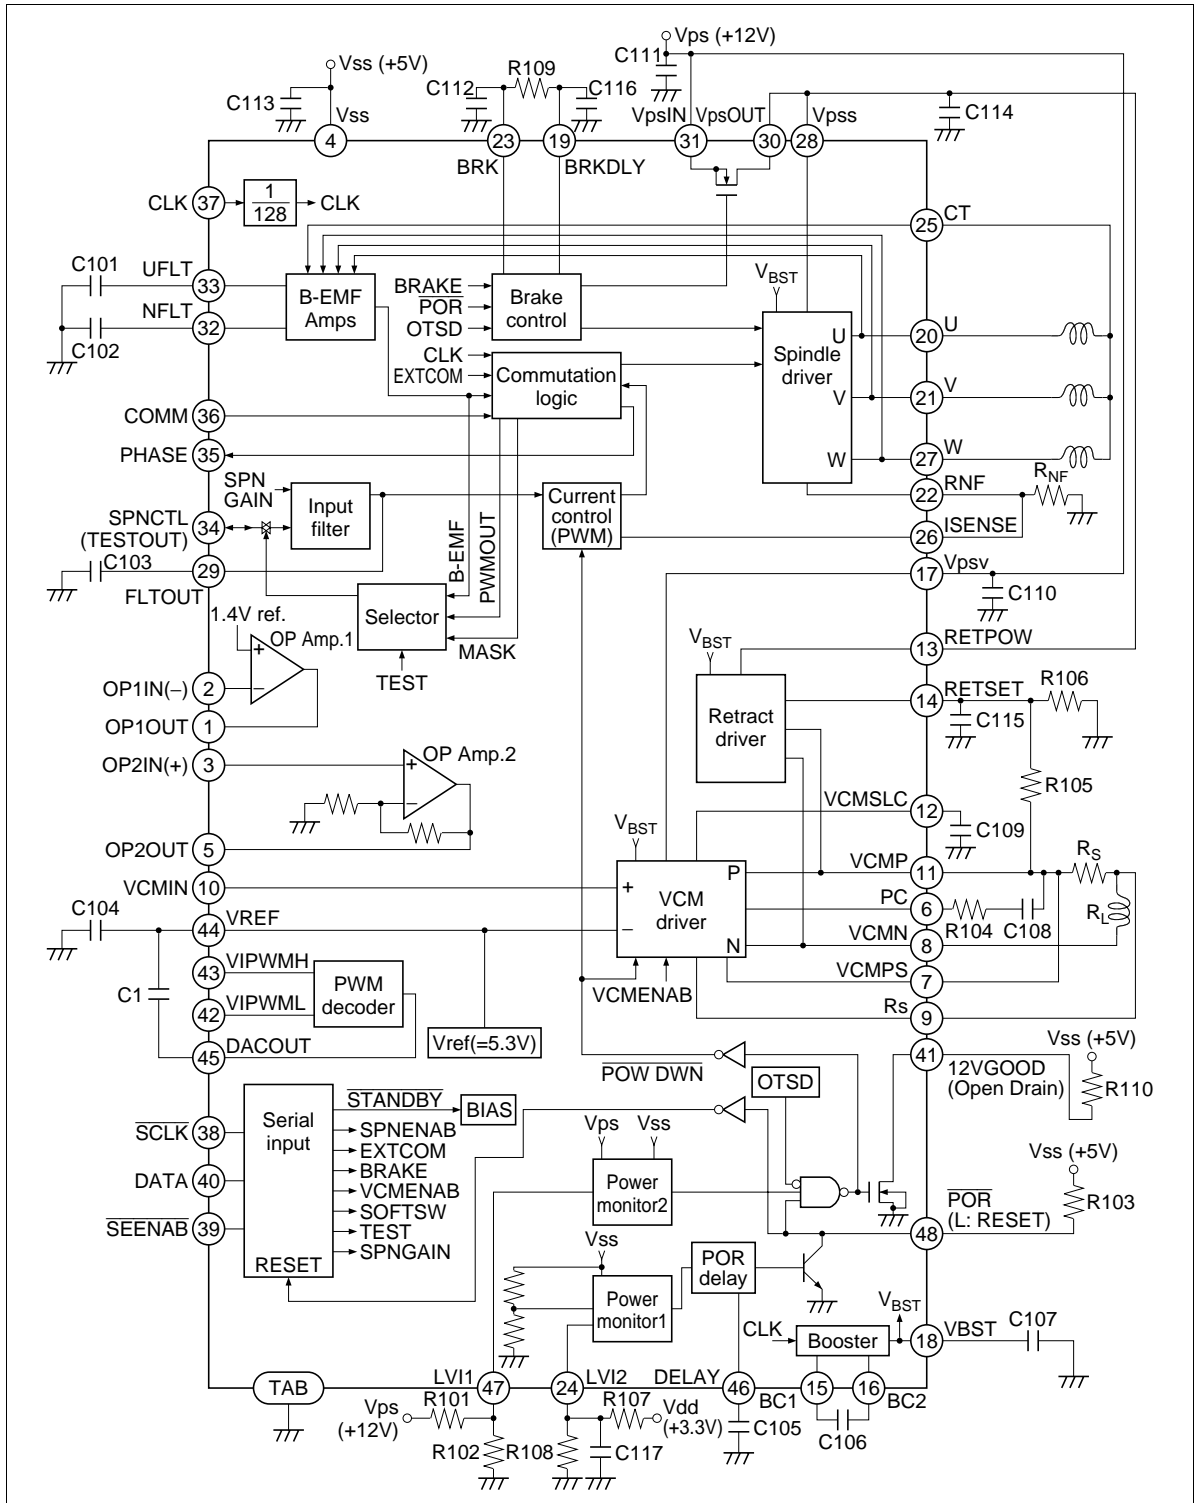 Vps (+12V)
C111
Vss (+5V)
R109
C112
C116
C113
C114
Vss
VpsIN
VpsOUT
Vpss
4
23
19
31
30
28
BRK
BRKDLY
CLK
37
1
128
CLK
25
CT
C101
UFLT
33
B-EMF
Amps
BRAKE
POR
OTSD
Brake
control
VBST
NFLT
32
C102
U
20
U
Spindle
driver
CLK
EXTCOM
Commutation
logic
V
21
V
COMM
36
PHASE
35
W
27
W
SPN
GAIN
Input
filter
Current
control
(PWM)
22
RNF
RNF
SPNCTL
(TESTOUT)
34
26
ISENSE
C103
29
FLTOUT
B-EMF
PWMOUT
17
Vpsv
C110
1.4V ref.
OP Amp.1
+
−
Selector
MASK
TEST
VBST
13
RETPOW
OP1IN(−)
2
OP1OUT
1
Retract
driver
14
RETSET
R106
C115
OP2IN(+)
3
OP Amp.2
+
−
R105
VCMSLC
12
C109
VBST
OP2OUT
5
VCMIN
10
+
P
VCMP
11
RS
VCM
driver
PC
6
R104
C108
RL
C104
VREF
44
−
N
VCMN
8
VIPWMH
43
PWM
decoder
VCMPS
7
C1
VIPWML
42
VCMENAB
Rs
9
DACOUT
45
Vref(=5.3V)
POW DWN
41
12VGOOD
(Open Drain)
Vss (+5V)
R110
OTSD
STANDBY
BIAS
Serial
input
SCLK
38
SPNENAB
EXTCOM
BRAKE
VCMENAB
SOFTSW
TEST
SPNGAIN
DATA
40
SEENAB
39
RESET
Vps
Vss
Power
monitor2
Vss (+5V)
R103
POR
(L: RESET)
48
Vss
Power
monitor1
POR
delay
VBST
CLK
Booster
18
VBST
C107
TAB
LVI1
47
24
LVI2
DELAY
46
BC1
15
16
BC2
Vps
(+12V)
R101
R102
R108
R107
Vdd
(+3.3V)
C117
C105
C106